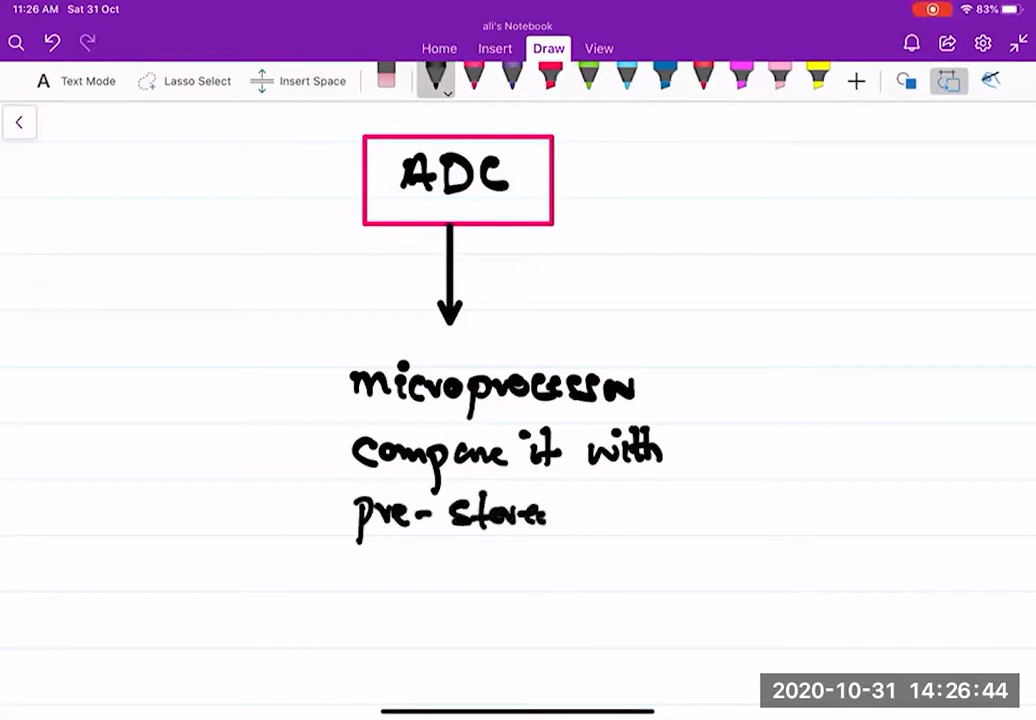 11:26 AM Sat 31 Oct 83%
ali's Notebook
Home Insert Draw View
A Text Mode Lasso Select Insert Space
ADC
microprocessor
compare it with
pre-store
2020-10-31 14:26:44